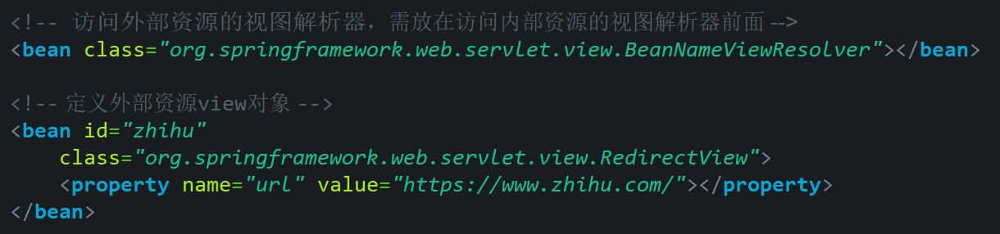 <!-- 访问外部资源的视图解析器，需放在访问内部资源的视图解析器前面 -->
<bean class="org.springframework.web.servlet.view.BeanNameViewResolver"></bean>
<!-- 定义外部资源view对象 -->
<bean id="zhihu"
class="org.springframework.web.servlet.view.RedirectView">
<property name="url" value="https://www.zhihu.com/"></property>
</bean>